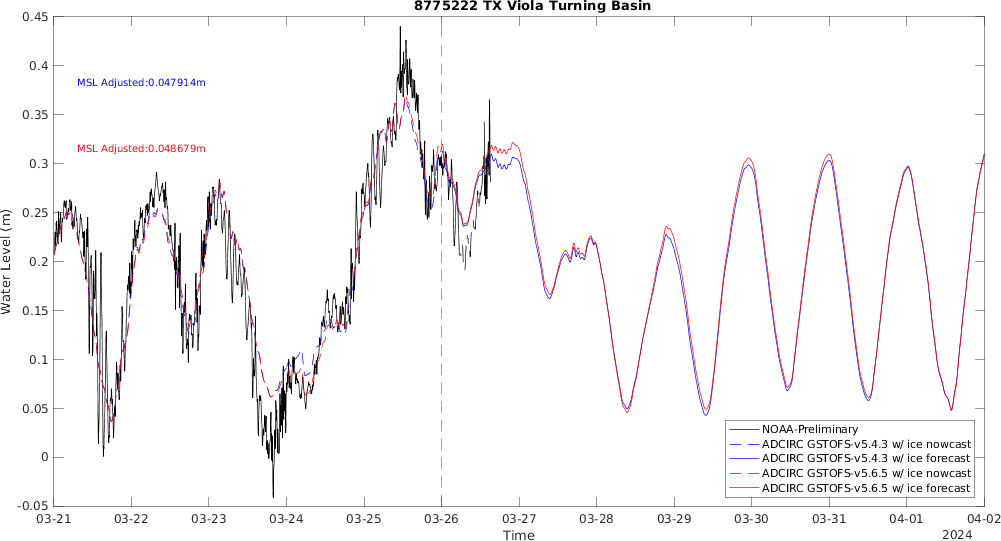 8775222 TX Viola Turning Basin
0.45
0.4
0.35
0.3
0.25
0.2
0.15
0.1
0.05
0
-0.05
Water Level (m)
MSL Adjusted:0.047914m
MSL Adjusted:0.048679m
NOAA-Preliminary
ADCIRC GSTOFS-v5.4.3 w/ ice nowcast
ADCIRC GSTOFS-v5.4.3 w/ ice forecast
ADCIRC GSTOFS-v5.6.5 w/ ice nowcast
ADCIRC GSTOFS-v5.6.5 w/ ice forecast
03-21 03-22 03-23 03-24 03-25 03-26 03-27 03-28 03-29 03-30 03-31 04-01 04-02
Time
2024